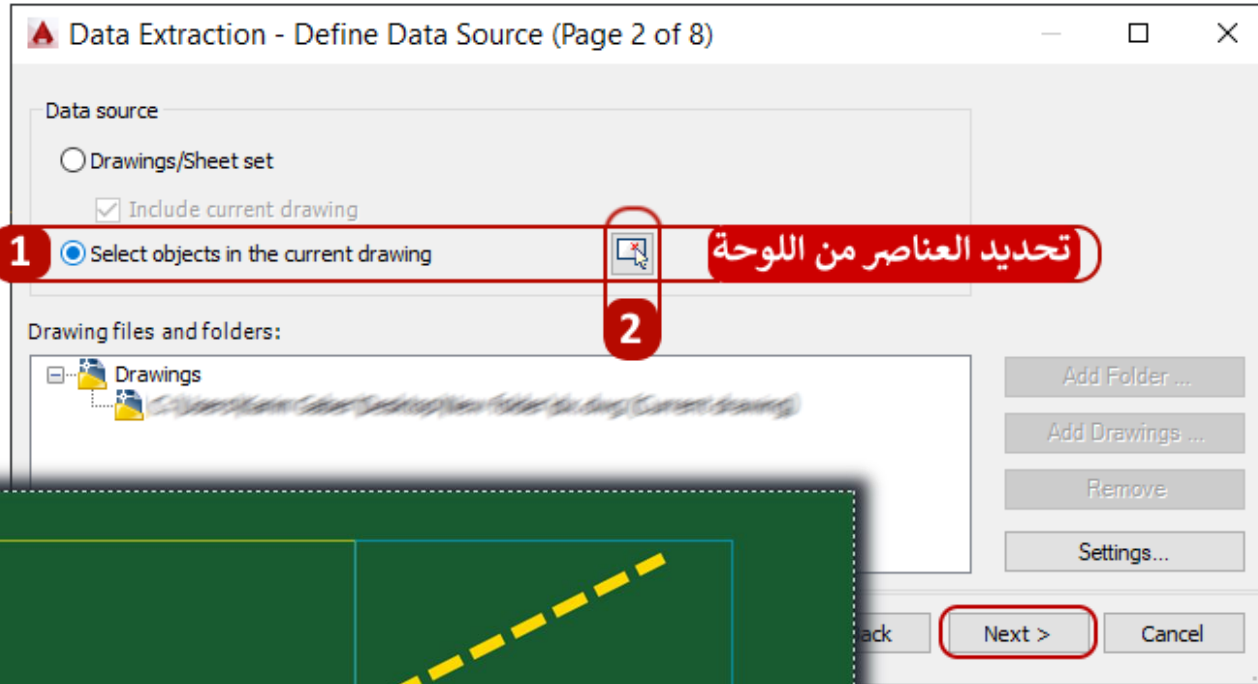 Data Extraction - Define Data Source (Page 2 of 8)
Data source
Drawings/Sheet set
Include current drawing
1 Select objects in the current drawing تحديد العناصر من اللوحة
2
Drawing files and folders:
Drawings
Add Folder ...
Add Drawings ...
Remove
Settings...
ack Next > Cancel